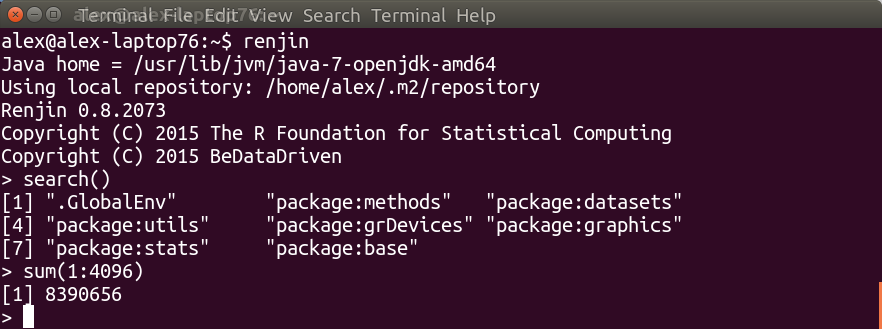 Terminal File Edit View Search Terminal Help
alex@alex-laptop76:~$ renjin
Java home = /usr/lib/jvm/java-7-openjdk-amd64
Using local repository: /home/alex/.m2/repository
Renjin 0.8.2073
Copyright (C) 2015 The R Foundation for Statistical Computing
Copyright (C) 2015 BeDataDriven
> search()
[1] ".GlobalEnv"        "package:methods"   "package:datasets"
[4] "package:utils"     "package:grDevices" "package:graphics"
[7] "package:stats"     "package:base"
> sum(1:4096)
[1] 8390656
>